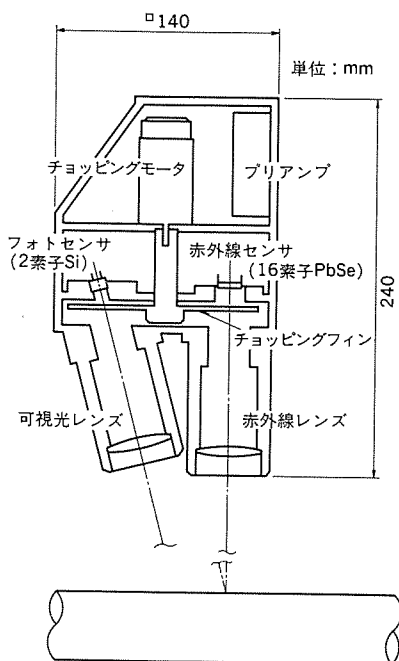 □140
単位：mm
チョッピングモータ
プリアンプ
フォトセンサ
(2素子Si)
赤外線センサ
(16素子PbSe)
チョッピングフィン
240
可視光レンズ
赤外線レンズ